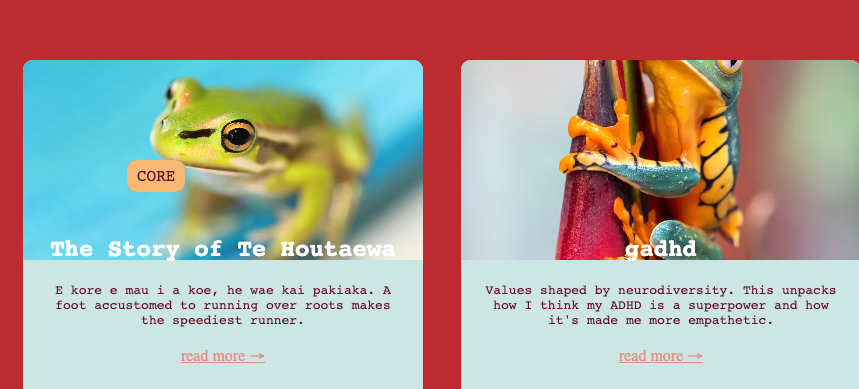 CORE
The Story of Te Houtaewa
E kore e mau i a koe, he wae kai pakiaka. A
foot accustomed to running over roots makes
the speediest runner.
read more →
gadhd
Values shaped by neurodiversity. This unpacks
how I think my ADHD is a superpower and how
it's made me more empathetic.
read more →